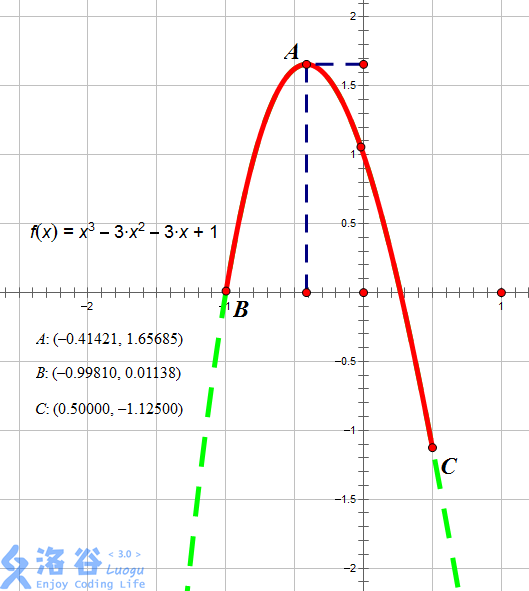 2
A
1.5
1
0.5
f(x) = x³ – 3·x² – 3·x + 1
−2
−1
1
B
A: (–0.41421, 1.65685)
−0.5
B: (–0.99810, 0.01138)
C: (0.50000, –1.12500)
−1
C
−1.5
洛谷 < 3.0 >
Luogu
−2
Enjoy Coding Life